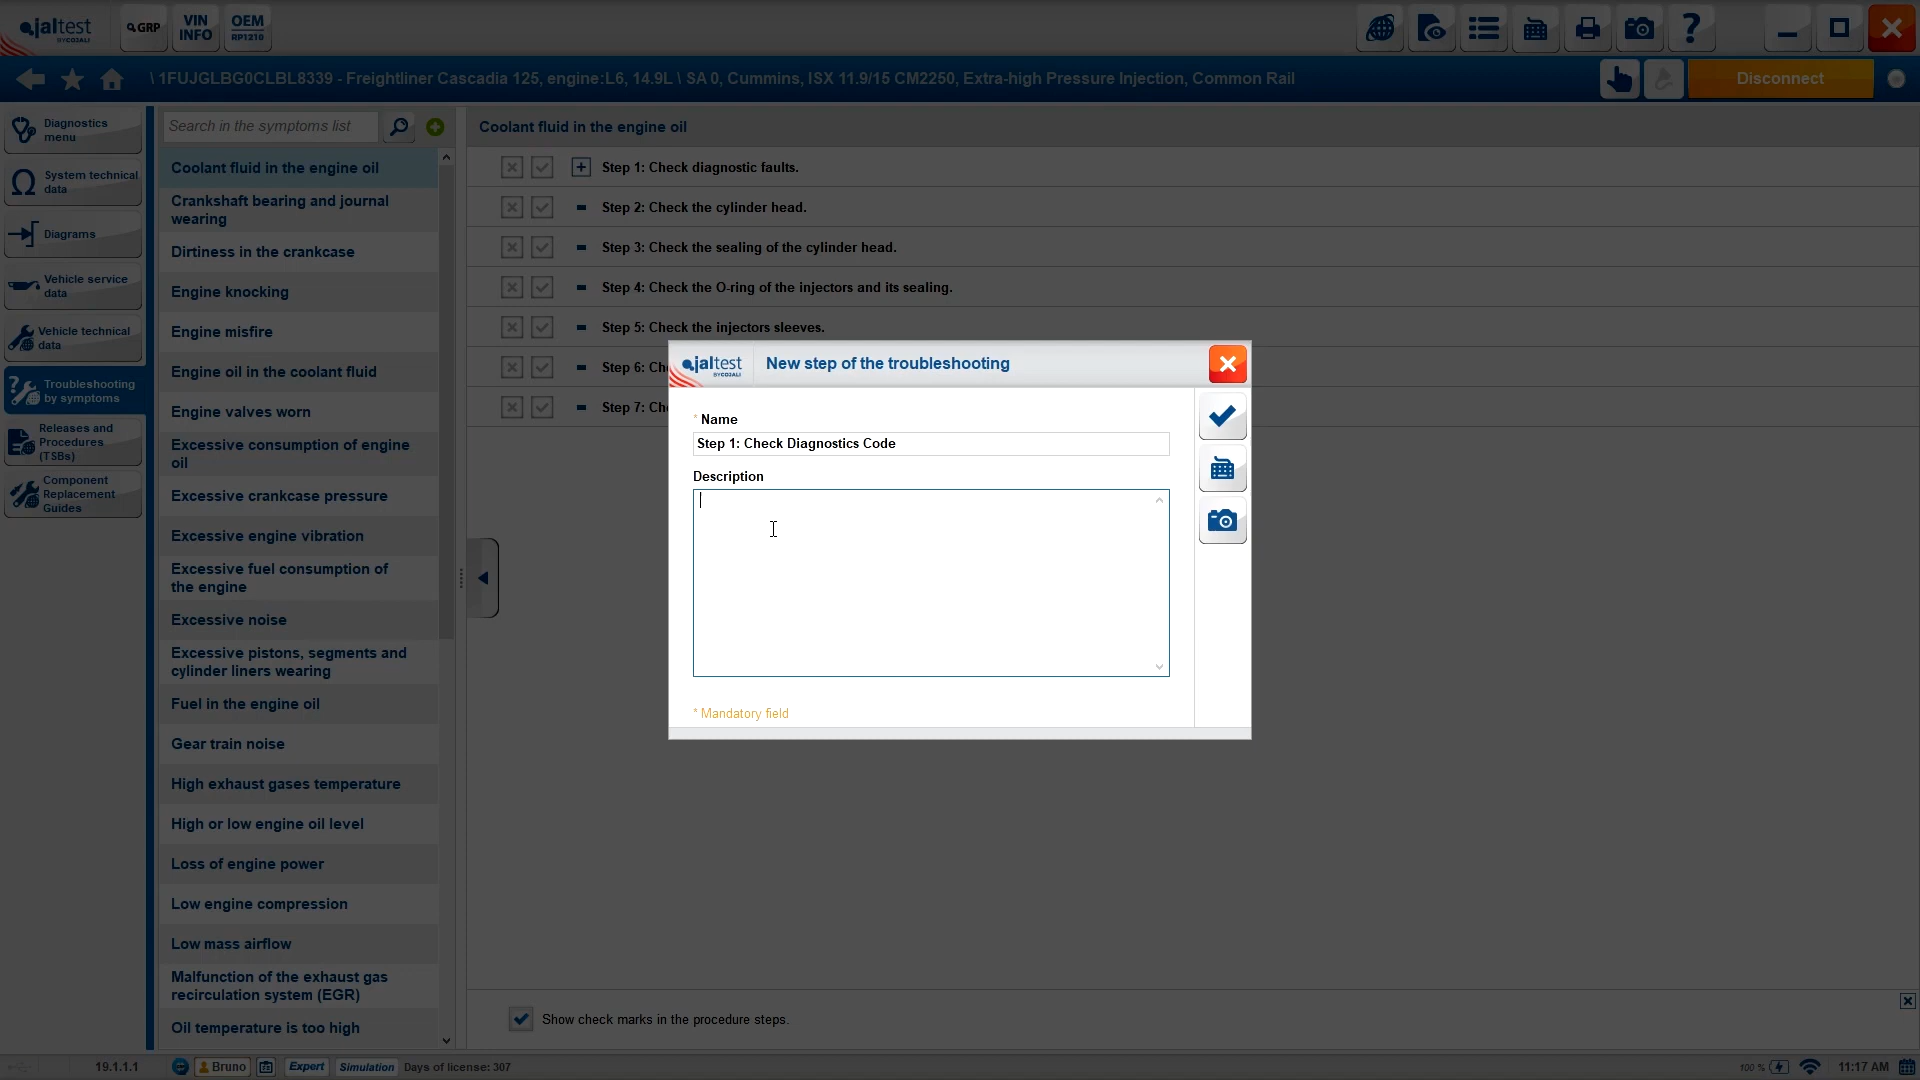 jaltest
BY COJALI
GRP
VIN
INFO
OEM
RP1210
\ 1FUJGLBG0CLBL8339 - Freightliner Cascadia 125, engine:L6, 14.9L \ SA 0, Cummins, ISX 11.9/15 CM2250, Extra-high Pressure Injection, Common Rail
Disconnect
Diagnostics
menu
System technical
data
Diagrams
Vehicle service
data
Vehicle technical
data
Troubleshooting
by symptoms
Releases and
Procedures
(TSBs)
Component
Replacement
Guides
Search in the symptoms list
Coolant fluid in the engine oil
Crankshaft bearing and journal
wearing
Dirtiness in the crankcase
Engine knocking
Engine misfire
Engine oil in the coolant fluid
Engine valves worn
Excessive consumption of engine
oil
Excessive crankcase pressure
Excessive engine vibration
Excessive fuel consumption of
the engine
Excessive noise
Excessive pistons, segments and
cylinder liners wearing
Fuel in the engine oil
Gear train noise
High exhaust gases temperature
High or low engine oil level
Loss of engine power
Low engine compression
Low mass airflow
Malfunction of the exhaust gas
recirculation system (EGR)
Oil temperature is too high
Coolant fluid in the engine oil
Step 1: Check diagnostic faults.
Step 2: Check the cylinder head.
Step 3: Check the sealing of the cylinder head.
Step 4: Check the O-ring of the injectors and its sealing.
Step 5: Check the injectors sleeves.
Step 6: Ch
Step 7: Ch
jaltest
BY COJALI
New step of the troubleshooting
* Name
Step 1: Check Diagnostics Code
Description
* Mandatory field
Show check marks in the procedure steps.
19.1.1.1
Bruno
Expert
Simulation
Days of license: 307
100 %
11:17 AM